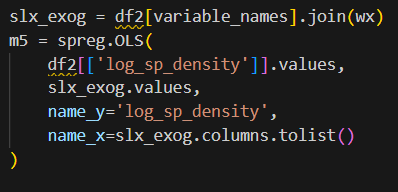 slx_exog = df2[variable_names].join(wx)
m5 = spreg.OLS(
    df2[['log_sp_density']].values,
    slx_exog.values,
    name_y='log_sp_density',
    name_x=slx_exog.columns.tolist()
)